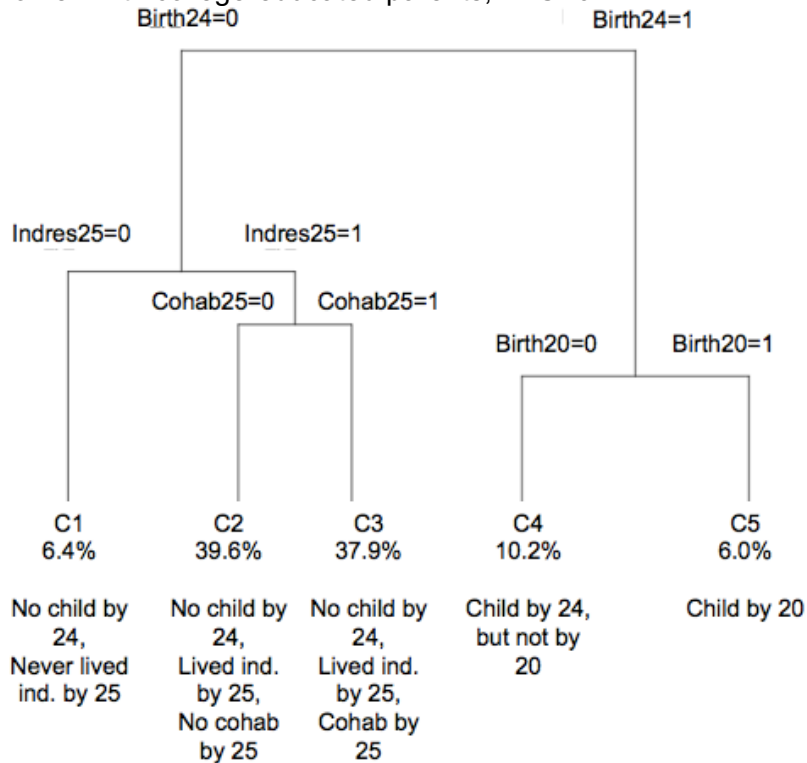 Birth24=0 Birth24=1
Indres25=0 Indres25=1
Cohab25=0 Cohab25=1
Birth20=0 Birth20=1
C1 C2 C3 C4 C5
6.4% 39.6% 37.9% 10.2% 6.0%
No child by No child by No child by Child by 24, Child by 20
24, 24, 24, but not by
Never lived Lived ind. Lived ind. 20
ind. by 25 by 25, by 25,
No cohab Cohab by
by 25 25